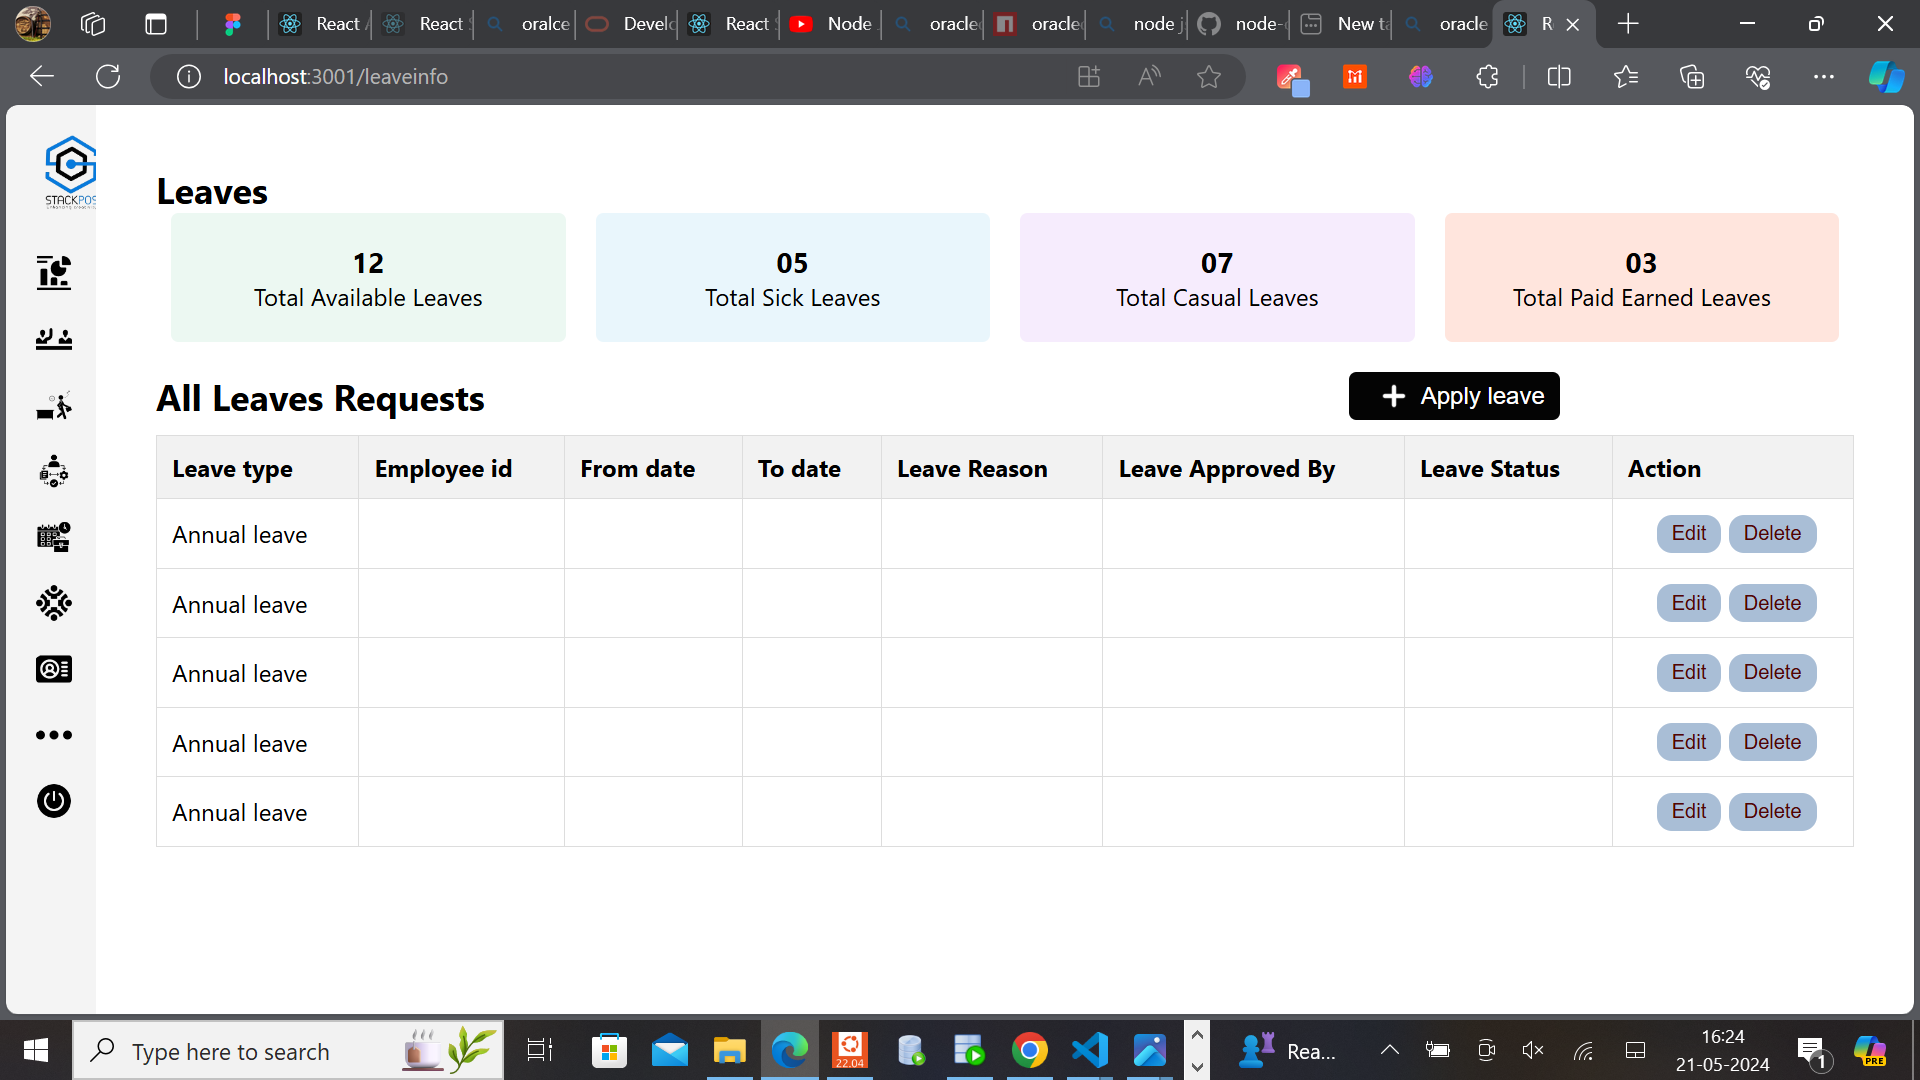 React
React
oralce
Develo
React
Node
oracle
oracle
node j
node-
New ta
oracle
R
localhost:3001/leaveinfo
STACKPOS
Leaves
12
Total Available Leaves
05
Total Sick Leaves
07
Total Casual Leaves
03
Total Paid Earned Leaves
All Leaves Requests
Apply leave
Leave type Employee id From date To date Leave Reason Leave Approved By Leave Status Action
Annual leave Edit Delete
Annual leave Edit Delete
Annual leave Edit Delete
Annual leave Edit Delete
Annual leave Edit Delete
Type here to search
22.04
Rea...
16:24
21-05-2024
1
PRE